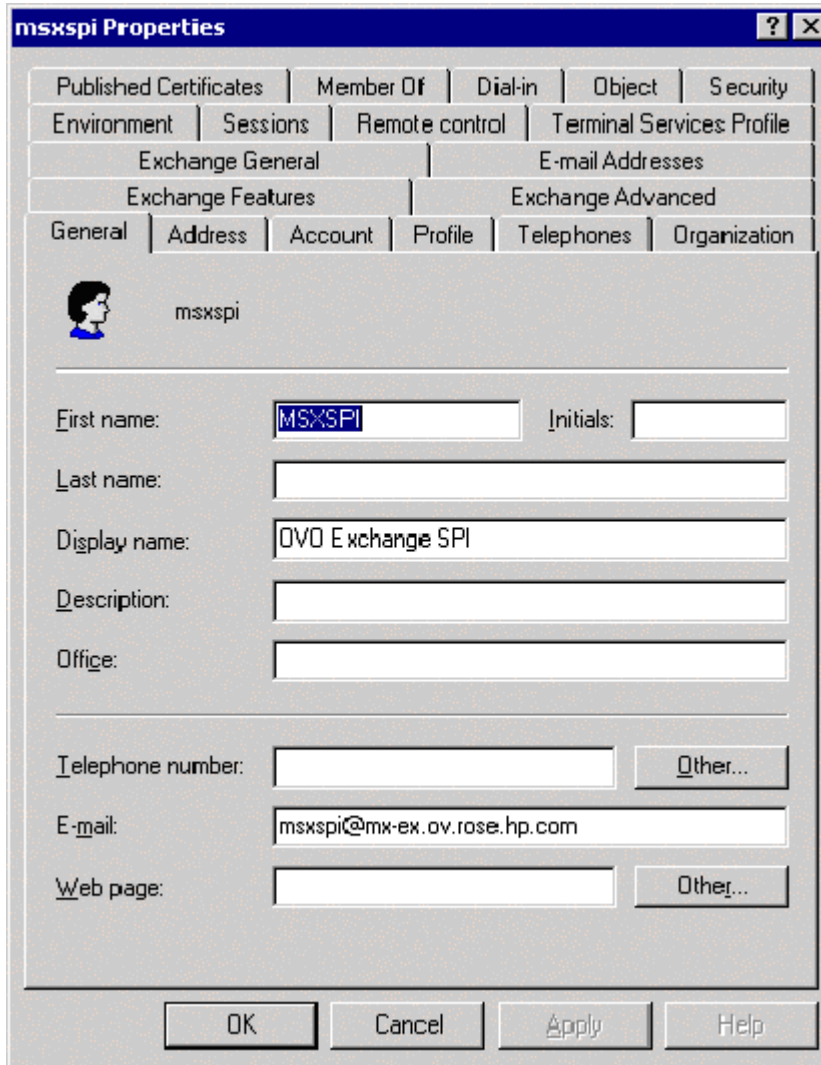 msxspi Properties ? X
Published Certificates Member Of Dial-in Object Security
Environment Sessions Remote control Terminal Services Profile
Exchange General E-mail Addresses
Exchange Features Exchange Advanced
General Address Account Profile Telephones Organization
msxspi
First name: MSXSPI Initials:
Last name:
Display name: OVO Exchange SPI
Description:
Office:
Telephone number: Other...
E-mail: msxspi@mx-ex.ov.rose.hp.com
Web page: Other...
OK Cancel Apply Help